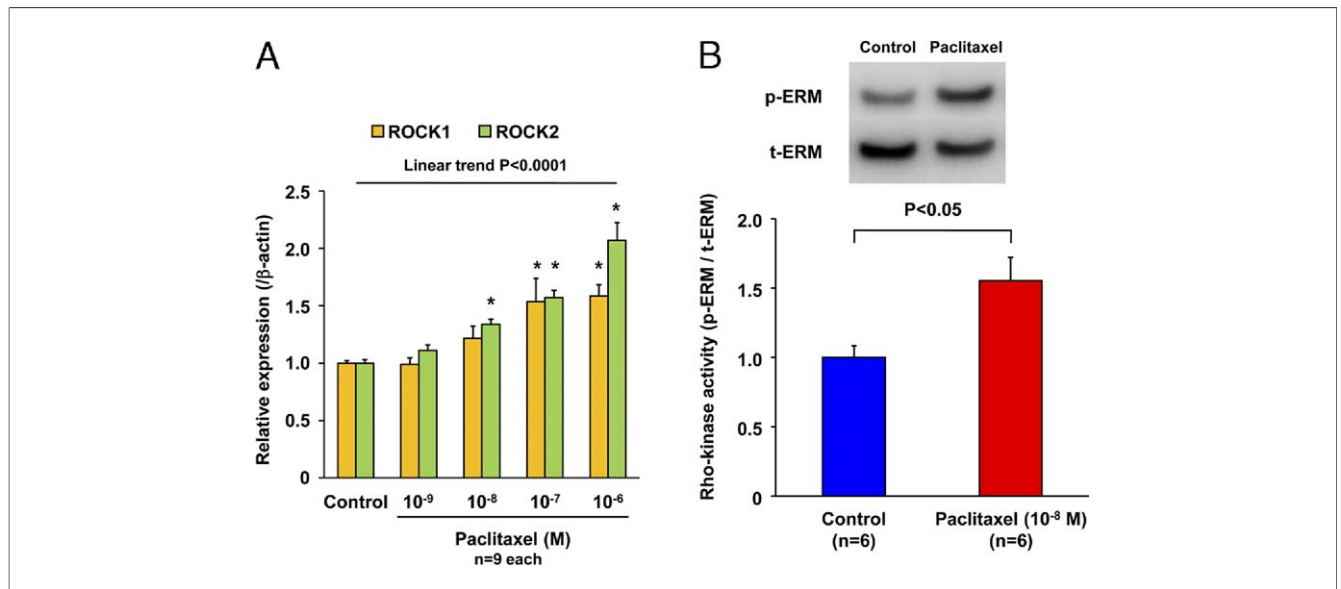 A
ROCK1 ROCK2
Linear trend P<0.0001
Relative expression (/β-actin)
2.5
2.0
1.5
1.0
0.5
0
* * * * *
Control 10⁻⁹ 10⁻⁸ 10⁻⁷ 10⁻⁶
Paclitaxel (M)
n=9 each
B
Control Paclitaxel
p-ERM
t-ERM
P<0.05
Rho-kinase activity (p-ERM / t-ERM)
2.0
1.5
1.0
0.5
0
Control Paclitaxel (10⁻⁸ M)
(n=6) (n=6)